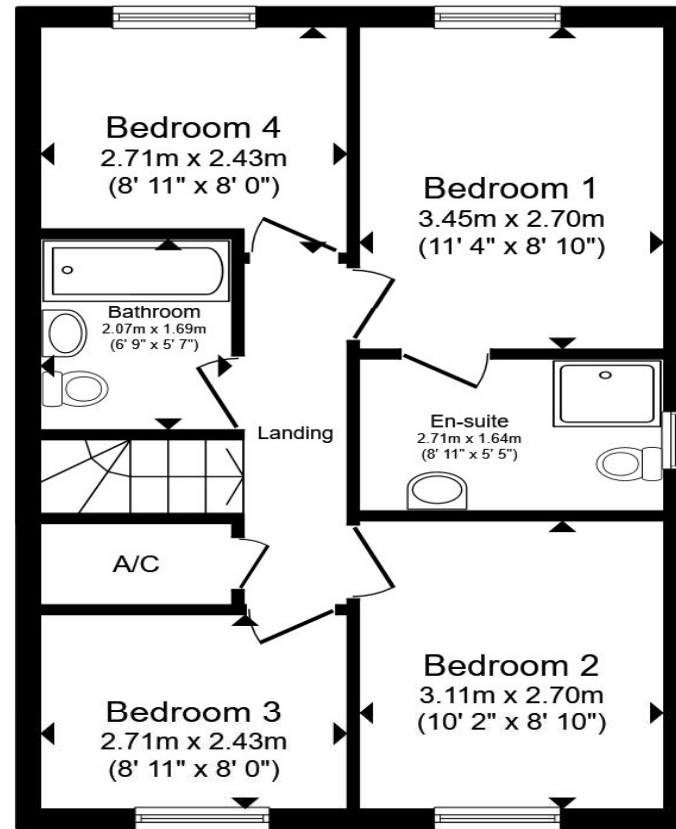 Bedroom 4
2.71m x 2.43m
(8' 11" x 8' 0")
Bedroom 1
3.45m x 2.70m
(11' 4" x 8' 10")
Bathroom
2.07m x 1.69m
(6' 9" x 5' 7")
Landing
En-suite
2.71m x 1.64m
(8' 11" x 5' 5")
A/C
Bedroom 3
2.71m x 2.43m
(8' 11" x 8' 0")
Bedroom 2
3.11m x 2.70m
(10' 2" x 8' 10")